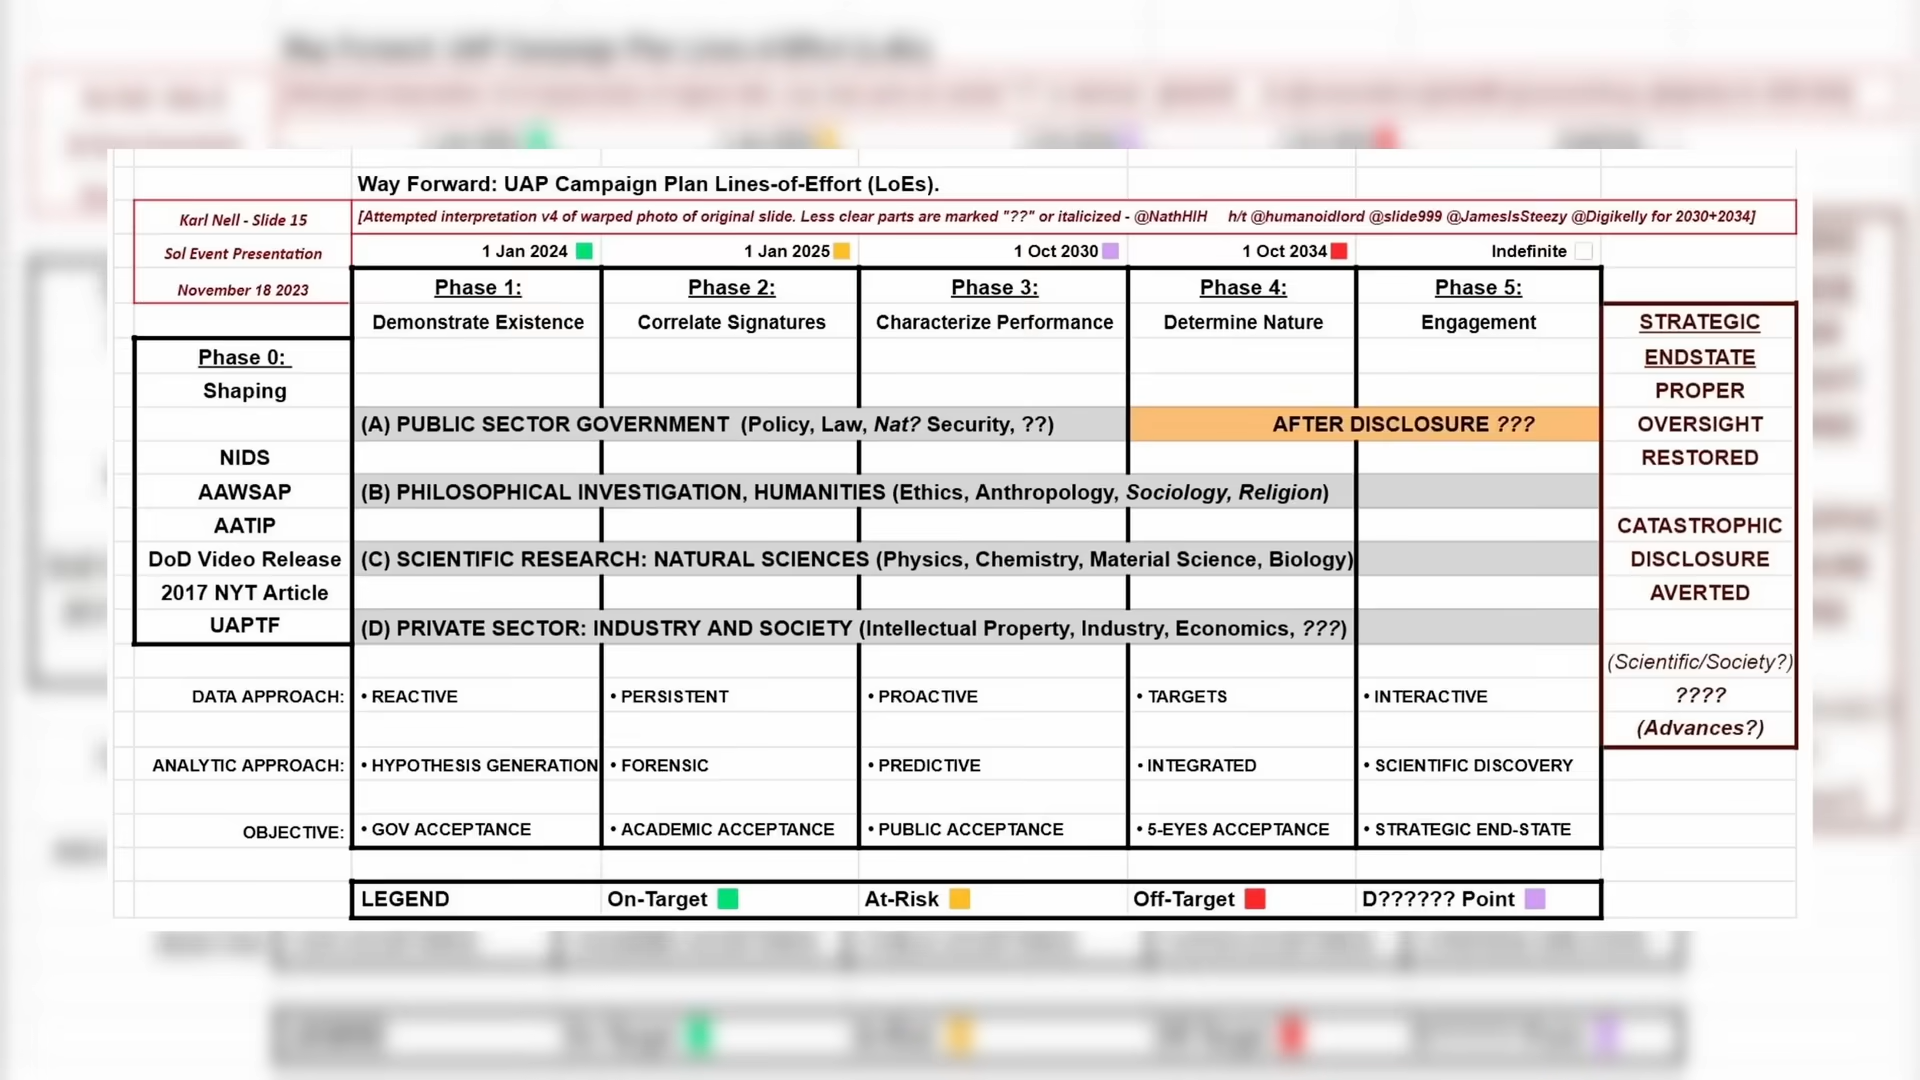 Way Forward: UAP Campaign Plan Lines-of-Effort (LoEs).
Karl Nell - Slide 15
[Attempted interpretation v4 of warped photo of original slide. Less clear parts are marked "??" or italicized - @NathHIH h/t @humanoidlord @slide999 @JamesIsSteezy @Digikelly for 2030+2034]
Sol Event Presentation
November 18 2023
1 Jan 2024
1 Jan 2025
1 Oct 2030
1 Oct 2034
Indefinite
Phase 1:
Demonstrate Existence
Phase 2:
Correlate Signatures
Phase 3:
Characterize Performance
Phase 4:
Determine Nature
Phase 5:
Engagement
Phase 0:
Shaping
NIDS
AAWSAP
AATIP
DoD Video Release
2017 NYT Article
UAPTF
(A) PUBLIC SECTOR GOVERNMENT (Policy, Law, Nat? Security, ??)
AFTER DISCLOSURE ???
(B) PHILOSOPHICAL INVESTIGATION, HUMANITIES (Ethics, Anthropology, Sociology, Religion)
(C) SCIENTIFIC RESEARCH: NATURAL SCIENCES (Physics, Chemistry, Material Science, Biology)
(D) PRIVATE SECTOR: INDUSTRY AND SOCIETY (Intellectual Property, Industry, Economics, ???)
STRATEGIC
ENDSTATE
PROPER
OVERSIGHT
RESTORED
CATASTROPHIC
DISCLOSURE
AVERTED
(Scientific/Society?)
????
(Advances?)
DATA APPROACH:
• REACTIVE
• PERSISTENT
• PROACTIVE
• TARGETS
• INTERACTIVE
ANALYTIC APPROACH:
• HYPOTHESIS GENERATION
• FORENSIC
• PREDICTIVE
• INTEGRATED
• SCIENTIFIC DISCOVERY
OBJECTIVE:
• GOV ACCEPTANCE
• ACADEMIC ACCEPTANCE
• PUBLIC ACCEPTANCE
• 5-EYES ACCEPTANCE
• STRATEGIC END-STATE
LEGEND
On-Target
At-Risk
Off-Target
D?????? Point